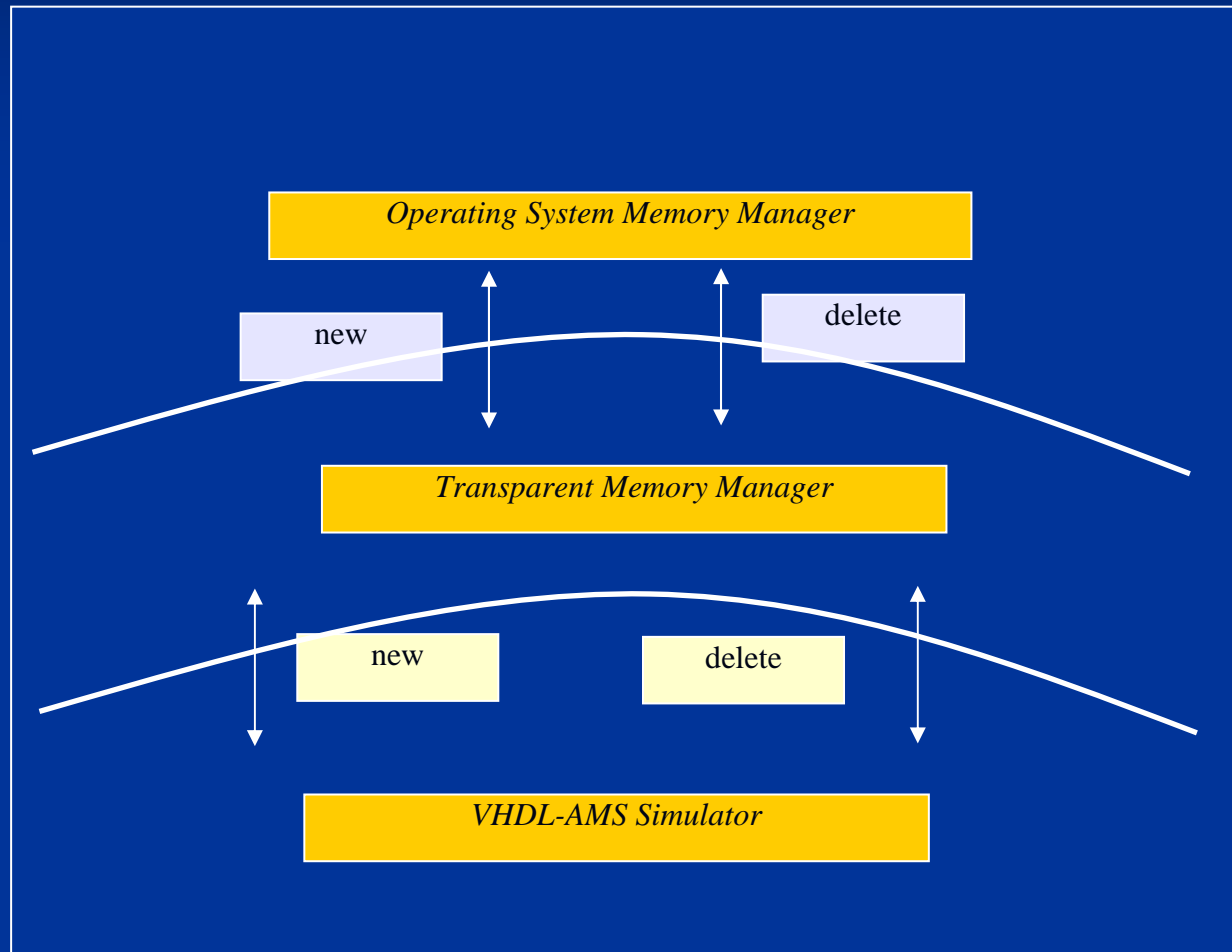 Operating System Memory Manager
new
delete
Transparent Memory Manager
new
delete
VHDL-AMS Simulator